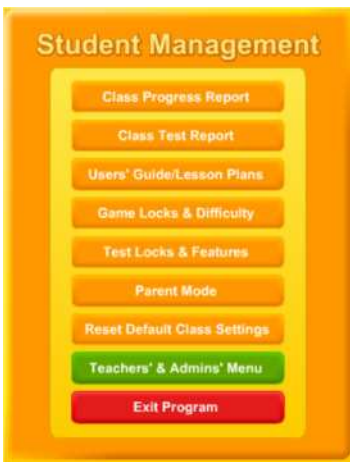 Student Management
Class Progress Report
Class Test Report
Users' Guide/Lesson Plans
Game Locks & Difficulty
Test Locks & Features
Parent Mode
Reset Default Class Settings
Teachers' & Admins' Menu
Exit Program